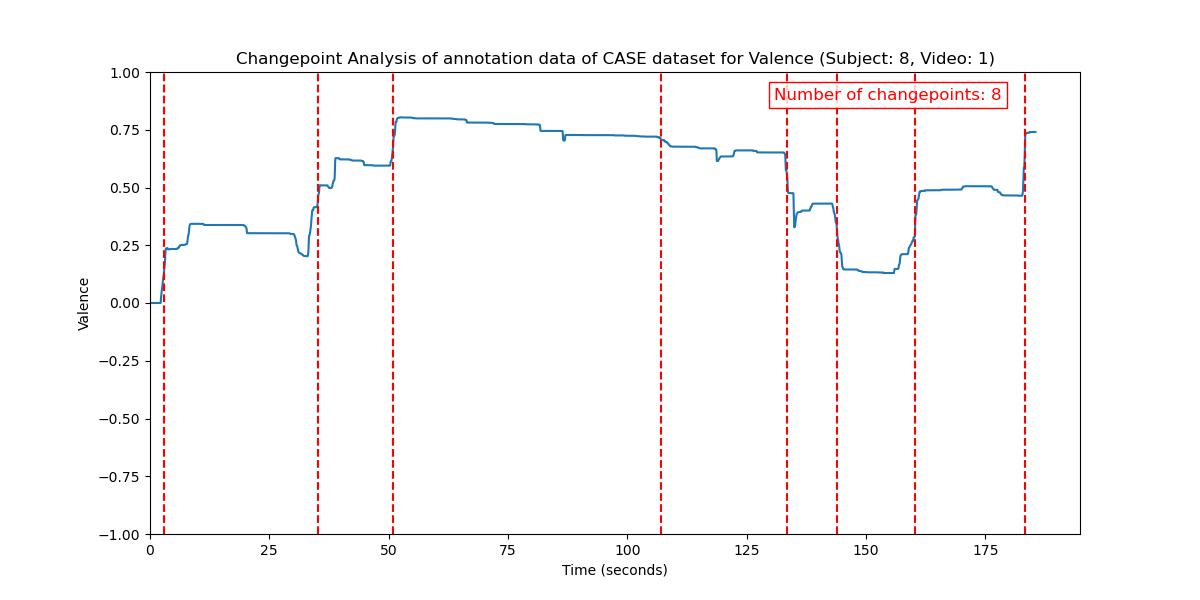 Changepoint Analysis of annotation data of CASE dataset for Valence (Subject: 8, Video: 1)
Number of changepoints: 8
1.00
0.75
0.50
0.25
0.00
−0.25
−0.50
−0.75
−1.00
Valence
0 25 50 75 100 125 150 175
Time (seconds)